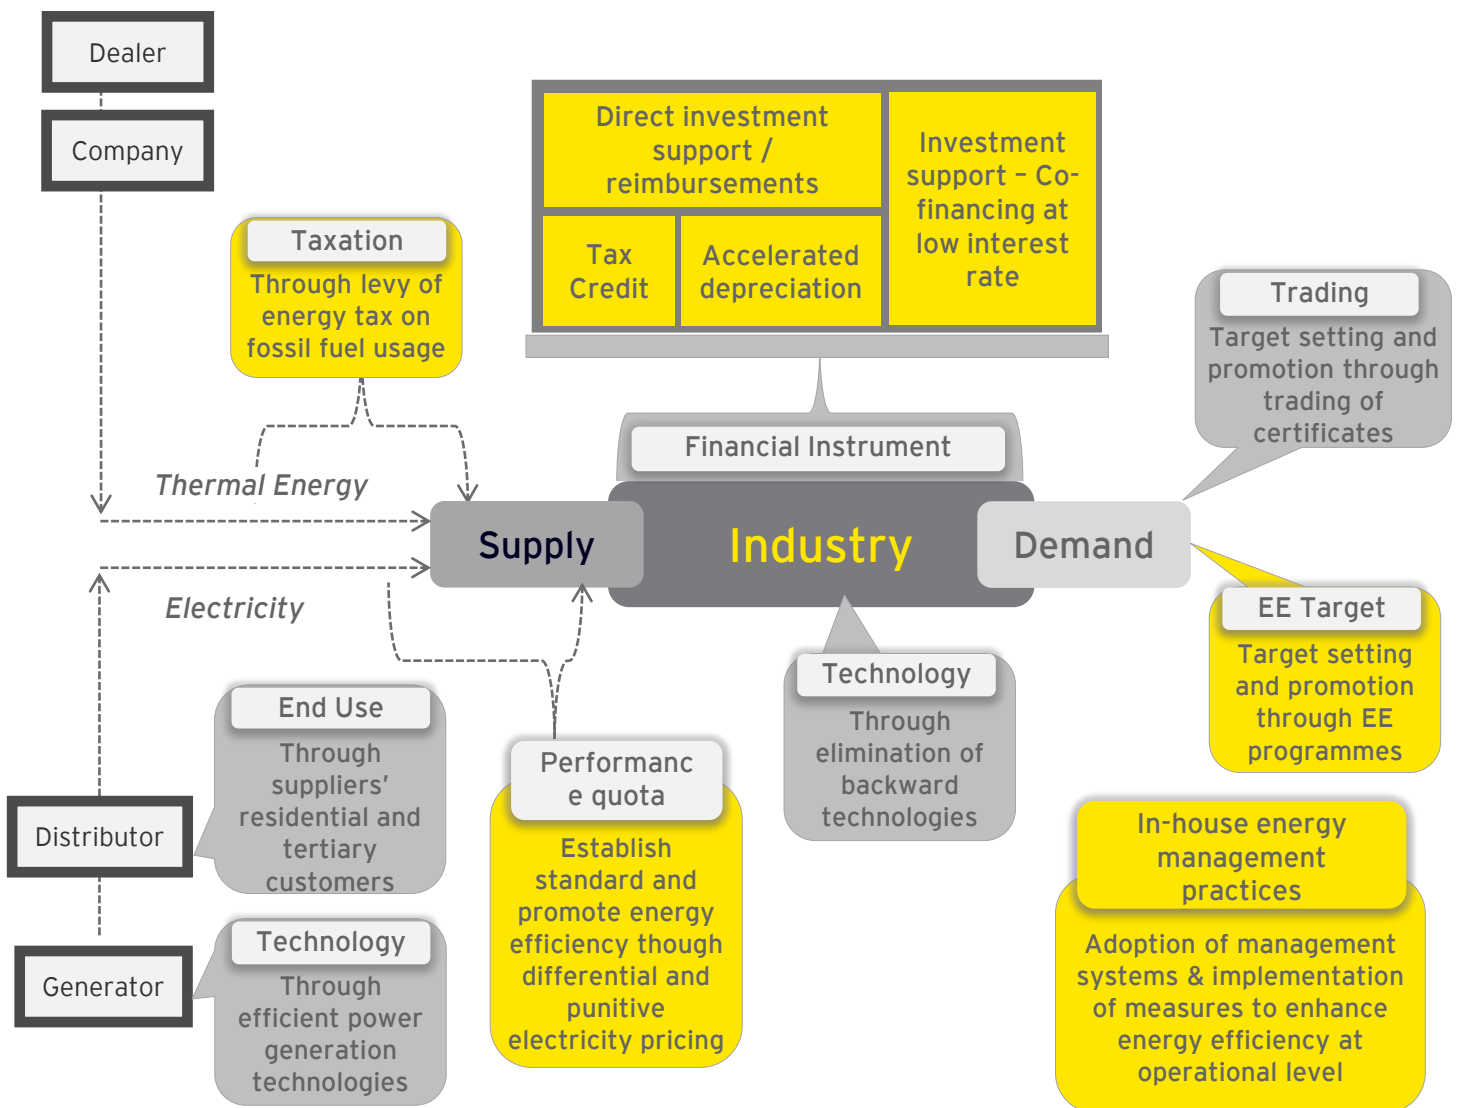 Dealer
Company
Direct investment
support /
reimbursements
Investment
support – Co-
financing at
low interest
rate
Tax
Credit
Accelerated
depreciation
Taxation
Through levy of
energy tax on
fossil fuel usage
Trading
Target setting and
promotion through
trading of
certificates
Financial Instrument
Thermal Energy
Supply
Industry
Demand
Electricity
EE Target
Target setting
and promotion
through EE
programmes
Technology
Through
elimination of
backward
technologies
End Use
Through
suppliers’
residential and
tertiary
customers
Performanc
e quota
Establish
standard and
promote energy
efficiency though
differential and
punitive
electricity pricing
Distributor
In-house energy
management
practices
Adoption of management
systems & implementation
of measures to enhance
energy efficiency at
operational level
Generator
Technology
Through
efficient power
generation
technologies